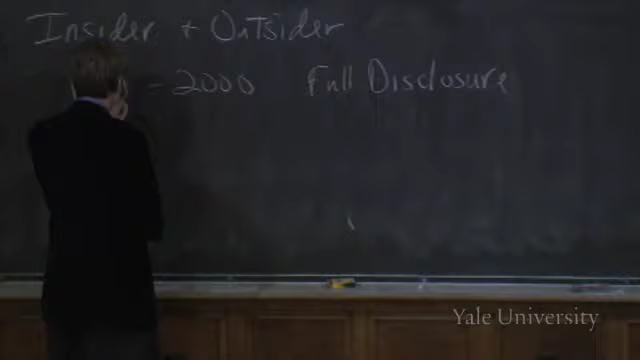 Insider + Outsider
- 2000 Full Disclosure
Yale University